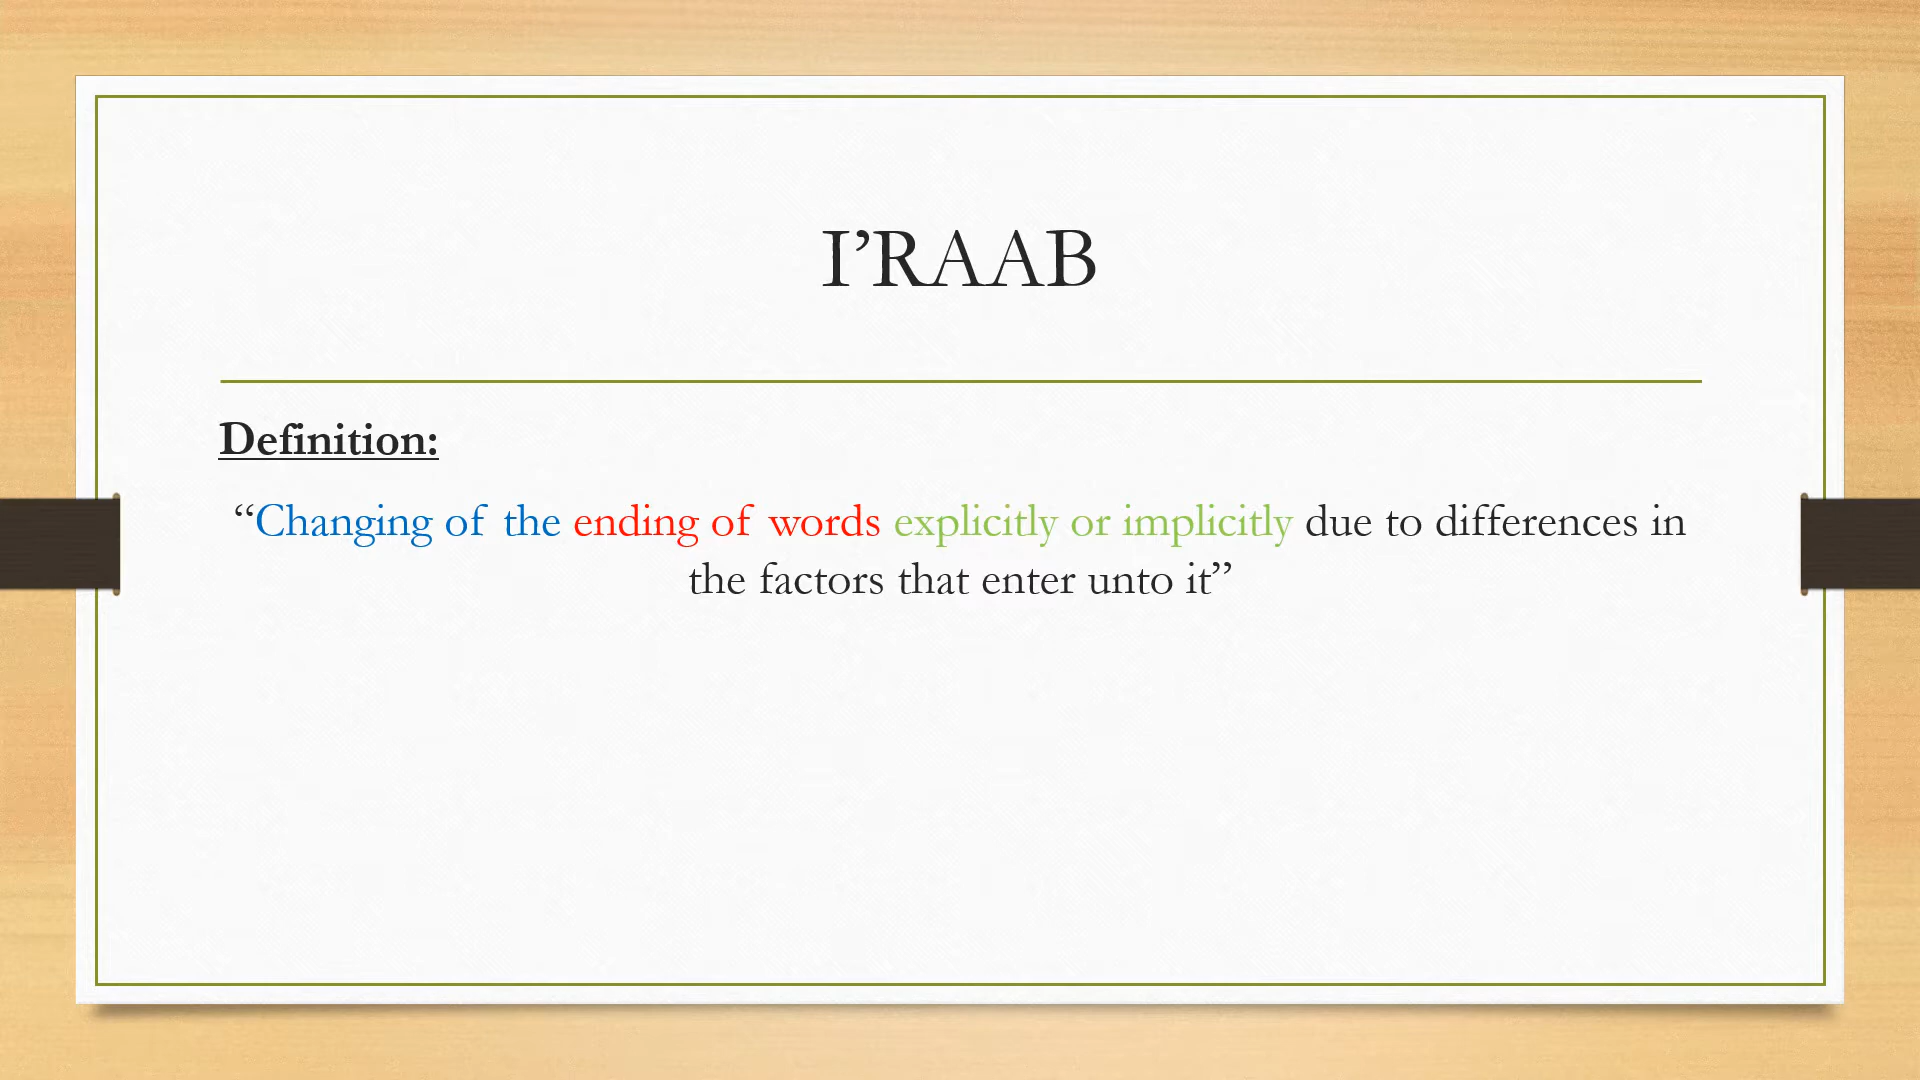 I’RAAB
Definition:
“Changing of the ending of words explicitly or implicitly due to differences in
the factors that enter unto it”